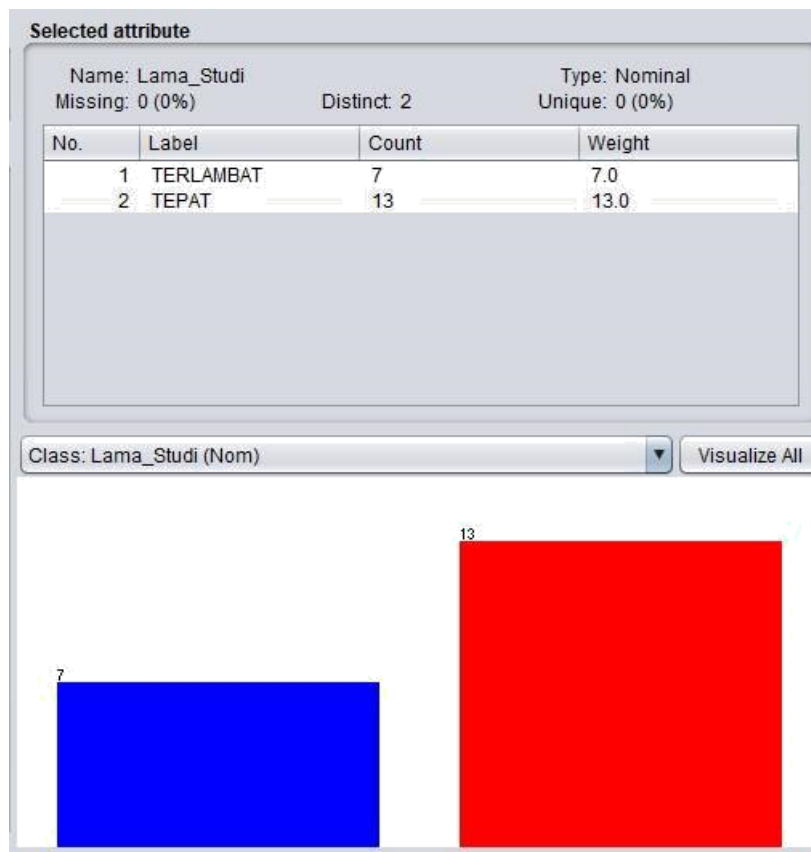 Selected attribute
Name: Lama_Studi Type: Nominal
Missing: 0 (0%) Distinct: 2 Unique: 0 (0%)
No. Label Count Weight
1 TERLAMBAT 7 7.0
2 TEPAT 13 13.0
Class: Lama_Studi (Nom) Visualize All
13
7